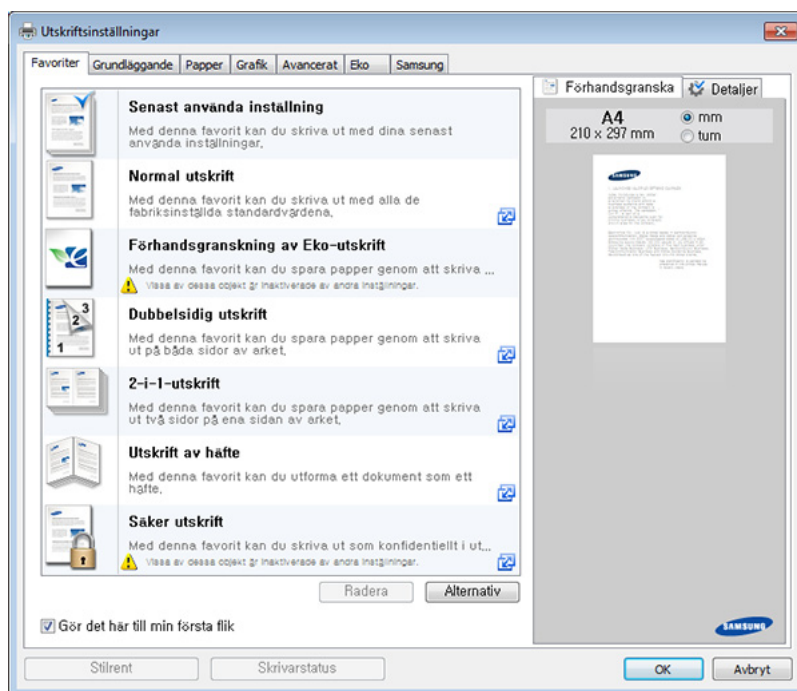 Utskriftsinställningar
Favoriter Grundläggande Papper Grafik Avancerat Eko Samsung
Senast använda inställning
Med denna favorit kan du skriva ut med dina senast
använda inställningar.
Normal utskrift
Med denna favorit kan du skriva ut med alla de
fabriksinställda standardvärdena.
Förhandsgranskning av Eko-utskrift
Med denna favorit kan du spara papper genom att skriva ...
Vissa av dessa objekt är inaktiverade av andra inställningar.
Dubbelsidig utskrift
Med denna favorit kan du skriva ut papper genom att skriva
ut på båda sidor av arket.
2-i-1-utskrift
Med denna favorit kan du spara papper genom att skriva
ut två sidor på ena sidan av arket.
Utskrift av häfte
Med denna favorit kan du utforma ett dokument som ett
häfte.
Säker utskrift
Med denna favorit kan du skriva ut som konfidentiellt i ut...
Vissa av dessa objekt är inaktiverade av andra inställningar.
Radera Alternativ
Gör det här till min första flik
Stilrent Skrivarstatus
Förhandsgranska Detaljer
A4 mm
210 x 297 mm tum
SAMSUNG
SAMSUNG
OK Avbryt